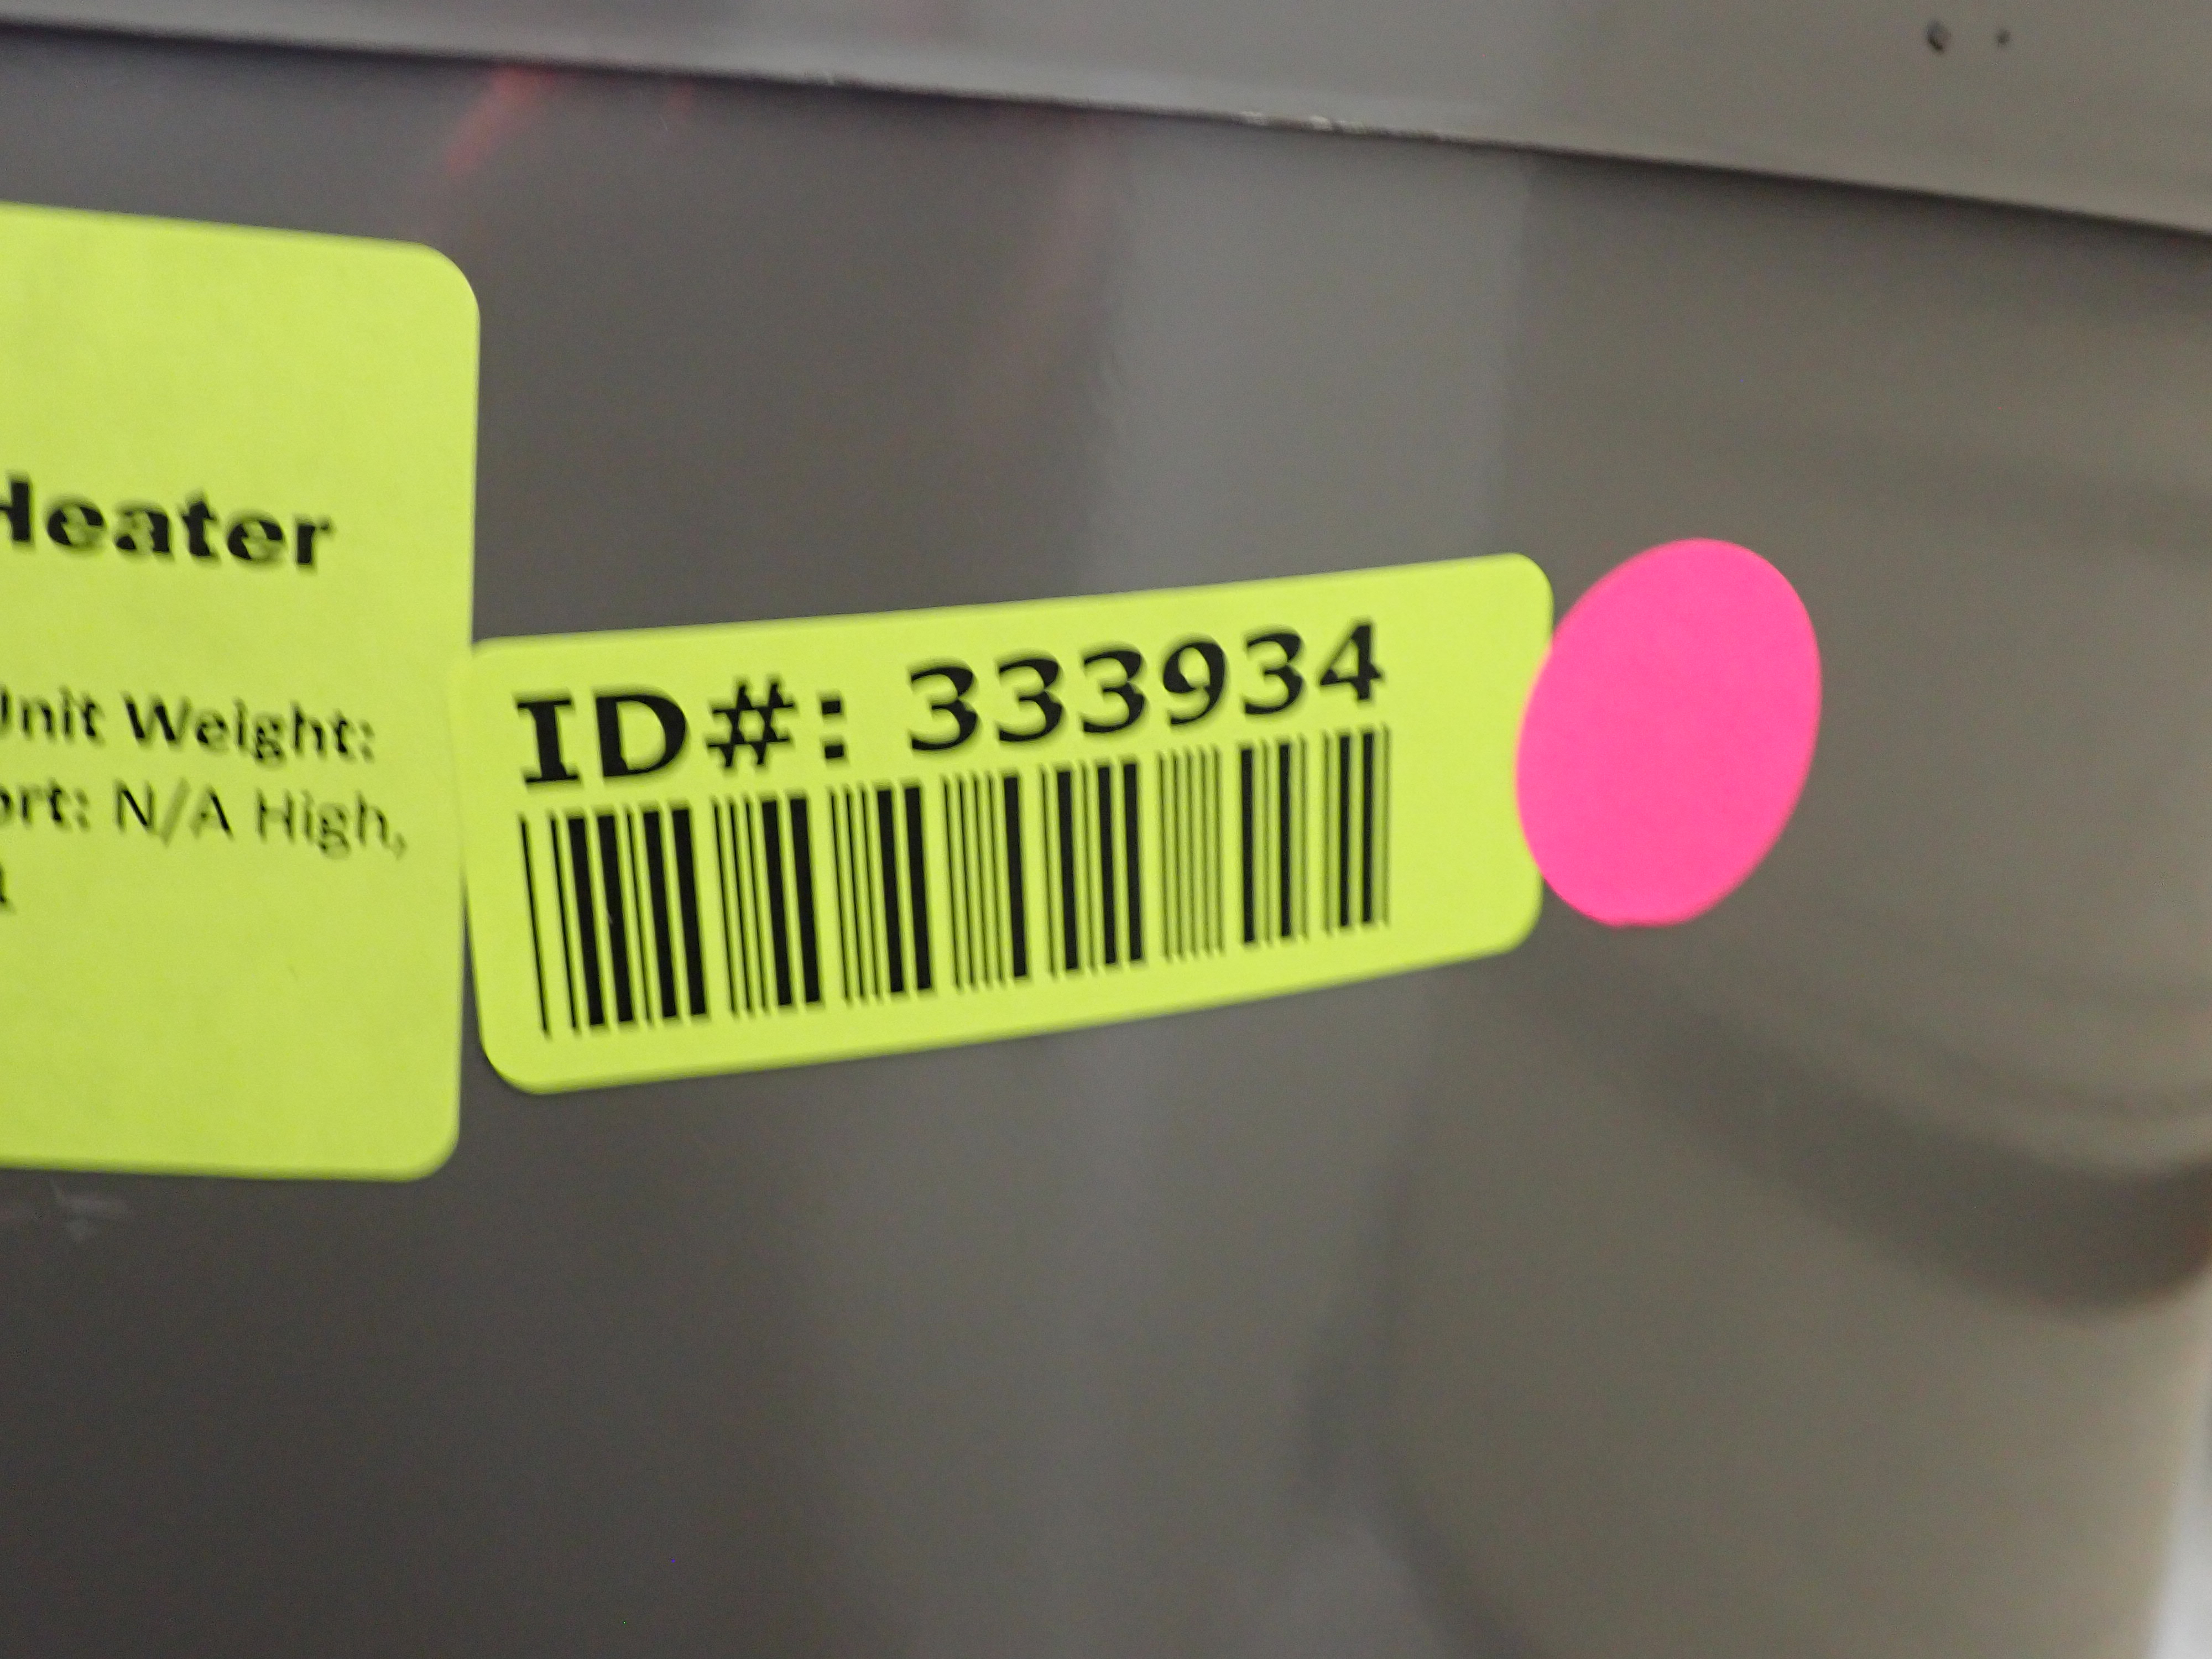 Heater
Unit Weight:
ort: N/A High,
ID#: 333934